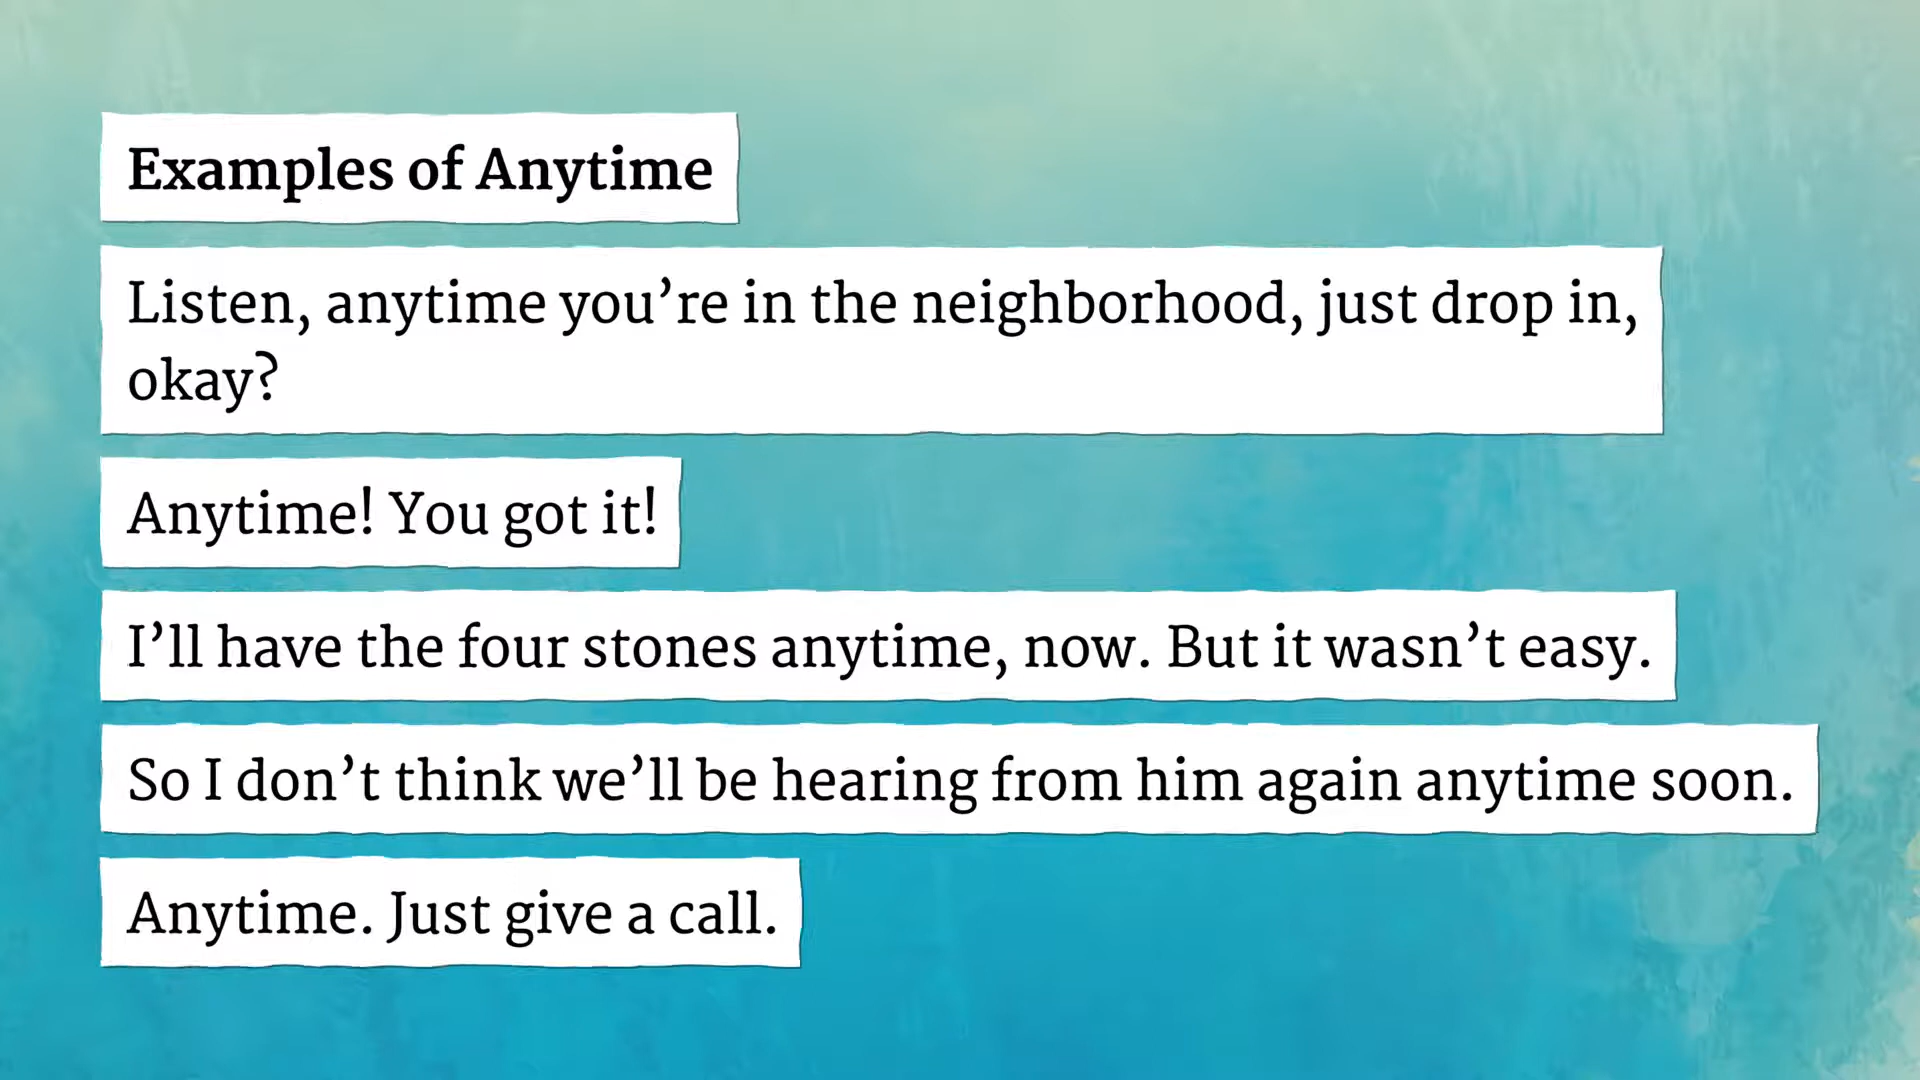 Examples of Anytime
Listen, anytime you’re in the neighborhood, just drop in,
okay?
Anytime! You got it!
I’ll have the four stones anytime, now. But it wasn’t easy.
So I don’t think we’ll be hearing from him again anytime soon.
Anytime. Just give a call.